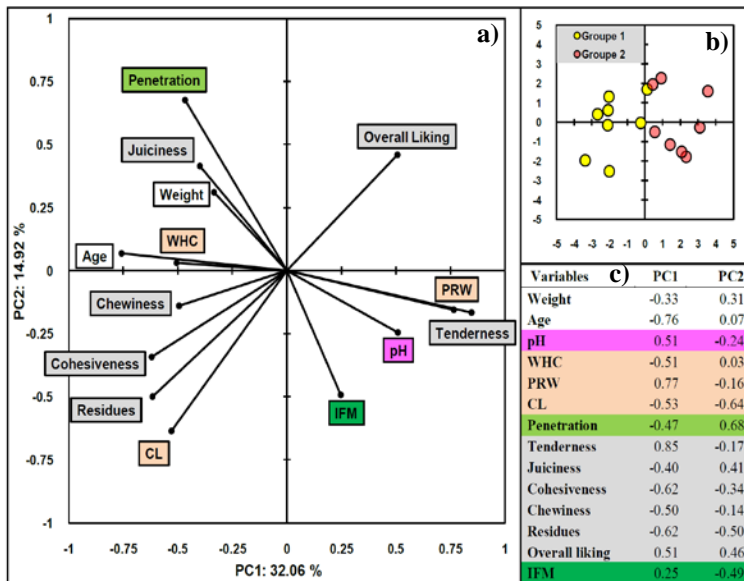 a)
1
0.75
0.5
0.25
0
-0.25
-0.5
-0.75
-1
PC2: 14.92 %
Penetration
Juiciness
Overall Liking
Weight
WHC
Age
PRW
Chewiness
Tenderness
pH
Cohesiveness
Residues
IFM
CL
-1 -0.75 -0.5 -0.25 0 0.25 0.5 0.75 1
PC1: 32.06 %
b)
Groupe 1
Groupe 2
5
4
3
2
1
0
-1
-2
-3
-4
-5
-5 -4 -3 -2 -1 0 1 2 3 4 5
c)
Variables PC1 PC2
Weight -0.33 0.31
Age -0.76 0.07
pH 0.51 -0.24
WHC -0.51 0.03
PRW 0.77 -0.16
CL -0.53 -0.64
Penetration -0.47 0.68
Tenderness 0.85 -0.17
Juiciness -0.40 0.41
Cohesiveness -0.62 -0.34
Chewiness -0.50 -0.14
Residues -0.62 -0.50
Overall liking 0.51 0.46
IFM 0.25 -0.49